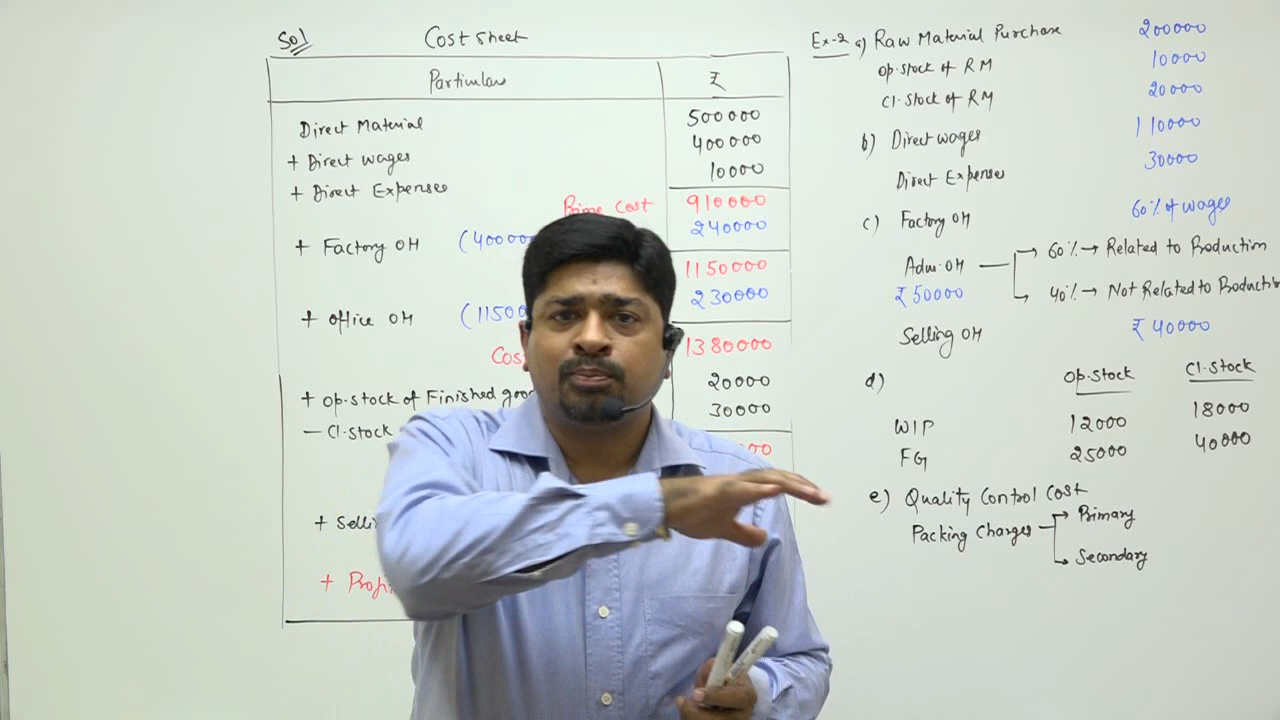 Sol Cost Sheet
Particulars ₹
Direct Material 500000
+ Direct wages 400000
+ Direct Expenses 10000
Prime Cost 910000
+ Factory OH (40000 240000
1150000
+ office OH (1150 230000
1380000
+ op.stock of Finished 20000
- Cl.stock 30000
+
+ Profi
Ex-2 a) Raw Material Purchase 200000
op.stock of RM 10000
Cl.stock of RM 20000
b) Direct wages 110000
Direct Expenses 30000
c) Factory OH 60% of wages
Adm.OH 60% → Related to Production
₹50000 40% → Not Related to Production
Selling OH ₹40000
d) Op.stock Cl.stock
WIP 12000 18000
FG 25000 40000
e) Quality Control Cost
Packing Charges → Primary
→ Secondary